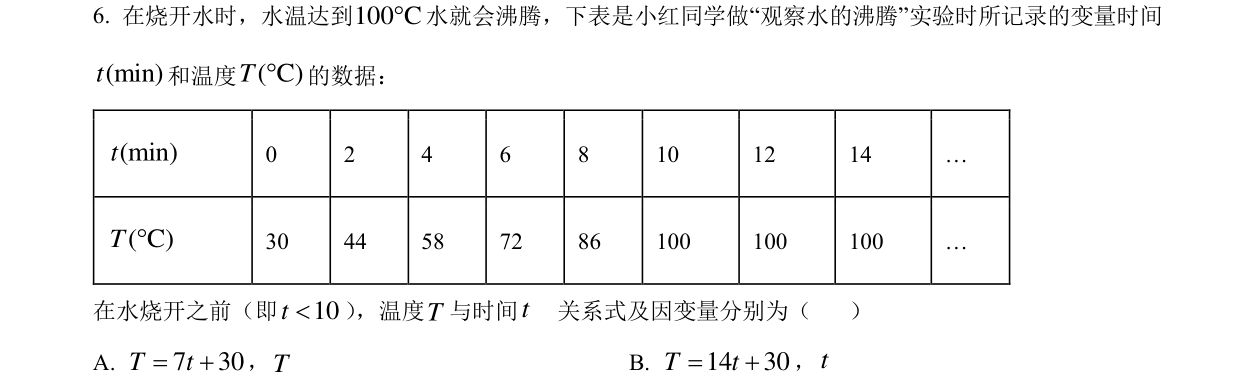 6. 在烧开水时，水温达到100°C水就会沸腾，下表是小红同学做“观察水的沸腾”实验时所记录的变量时间
t(min)和温度T(°C)的数据：
t(min) 0 2 4 6 8 10 12 14 …
T(°C) 30 44 58 72 86 100 100 100 …
在水烧开之前（即t<10），温度T与时间t 关系式及因变量分别为（ ）
A. T=7t+30，T B. T=14t+30，t